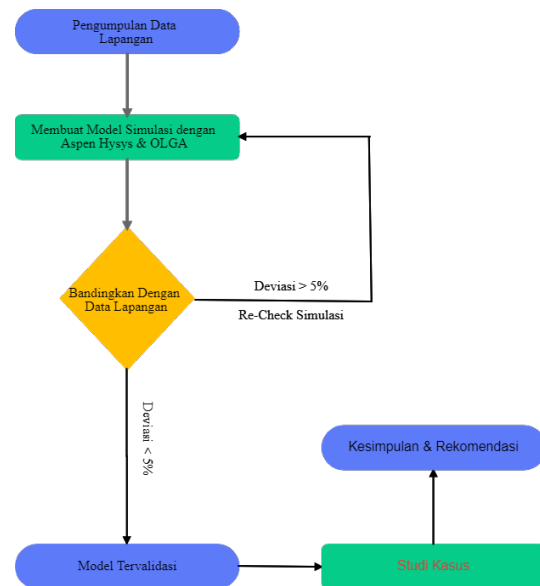 Pengumpulan Data
Lapangan
Membuat Model Simulasi dengan
Aspen Hysys & OLGA
Bandingkan Dengan
Data Lapangan
Deviasi > 5%
Re-Check Simulasi
Deviasi < 5%
Kesimpulan & Rekomendasi
Model Tervalidasi
Studi Kasus